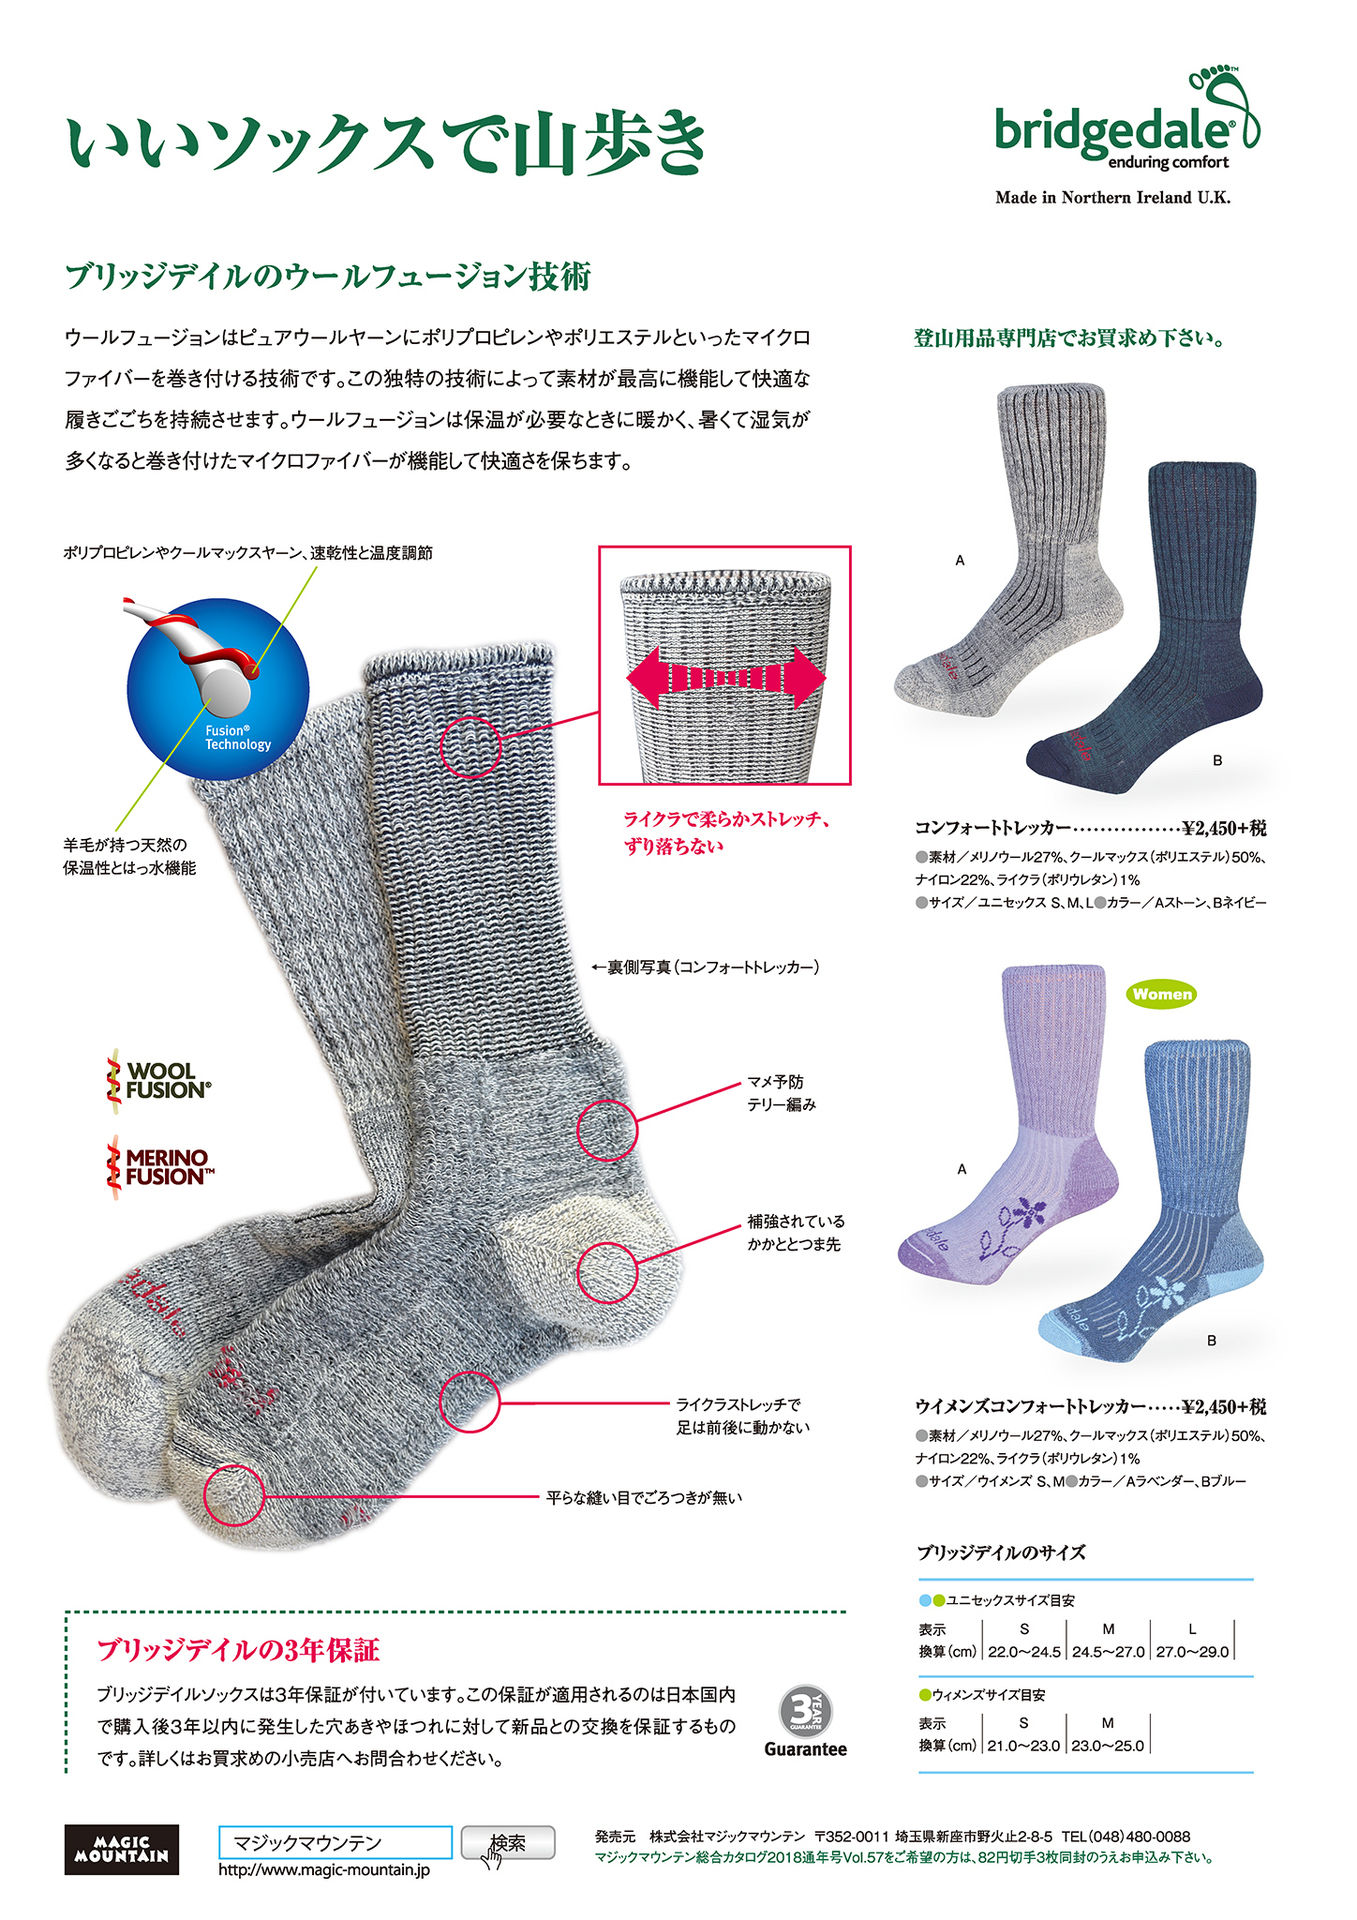 いいソックスで山歩き
bridgedale®
enduring comfort
Made in Northern Ireland U.K.
ブリッジデイルのウールフュージョン技術
ウールフュージョンはピュアウールヤーンにポリプロピレンやポリエステルといったマイクロ
ファイバーを巻き付ける技術です。この独特の技術によって素材が最高に機能して快適な
履きごごちを持続させます。ウールフュージョンは保温が必要なときに暖かく、暑くて湿気が
多くなると巻き付けたマイクロファイバーが機能して快適さを保ちます。
ポリプロピレンやクールマックスヤーン、速乾性と温度調節
Fusion®
Technology
羊毛が持つ天然の
保温性とはっ水機能
ライクラで柔らかストレッチ、
ずり落ちない
←裏側写真（コンフォートトレッカー）
WOOL
FUSION®
MERINO
FUSION™
マメ予防
テリー編み
補強されている
かかととつま先
ライクラストレッチで
足は前後に動かない
平らな縫い目でごろつきが無い
登山用品専門店でお買求め下さい。
A
B
コンフォートトレッカー................¥2,450+税
●素材／メリノウール27%、クールマックス（ポリエステル）50%、
ナイロン22%、ライクラ（ポリウレタン）1%
●サイズ／ユニセックス S、M、L●カラー／Aストーン、Bネイビー
Women
A
B
ウイメンズコンフォートトレッカー.....¥2,450+税
●素材／メリノウール27%、クールマックス（ポリエステル）50%、
ナイロン22%、ライクラ（ポリウレタン）1%
●サイズ／ウイメンズ S、M●カラー／Aラベンダー、Bブルー
ブリッジデイルのサイズ
●●ユニセックスサイズ目安
表示 S M L
換算（cm） 22.0〜24.5 24.5〜27.0 27.0〜29.0
●ウィメンズサイズ目安
表示 S M
換算（cm） 21.0〜23.0 23.0〜25.0
ブリッジデイルの3年保証
ブリッジデイルソックスは3年保証が付いています。この保証が適用されるのは日本国内
で購入後3年以内に発生した穴あきやほつれに対して新品との交換を保証するもの
です。詳しくはお買求めの小売店へお問合わせください。
3 YEAR
GUARANTEE
Guarantee
MAGIC
MOUNTAIN
マジックマウンテン 検索
http://www.magic-mountain.jp
発売元　株式会社マジックマウンテン　〒352-0011 埼玉県新座市野火止2-8-5　TEL（048）480-0088
マジックマウンテン総合カタログ2018通年号Vol.57をご希望の方は、82円切手3枚同封のうえお申込み下さい。